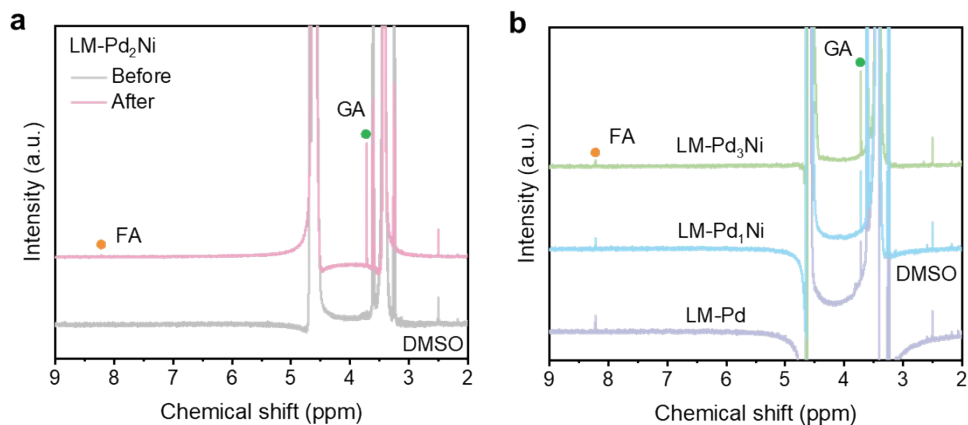 a
LM-Pd₂Ni
Before
After
GA
FA
DMSO
Intensity (a.u.)
9 8 7 6 5 4 3 2
Chemical shift (ppm)
b
GA
FA
LM-Pd₃Ni
LM-Pd₁Ni
DMSO
LM-Pd
Intensity (a.u.)
9 8 7 6 5 4 3 2
Chemical shift (ppm)